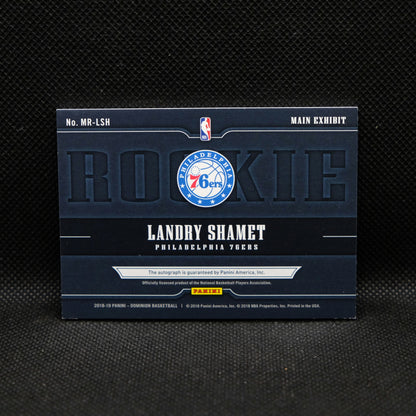 No. MR-LSH
MAIN EXHIBIT
ROOKIE
PHILADELPHIA
76ers
LANDRY SHAMET
PHILADELPHIA 76ERS
The autograph is guaranteed by Panini America, Inc.
Officially licensed product of the National Basketball Players Association.
PANINI
2018-19 PANINI - DOMINION BASKETBALL | © 2018 Panini America, Inc. © 2018 NBA Properties, Inc. Printed in the USA.